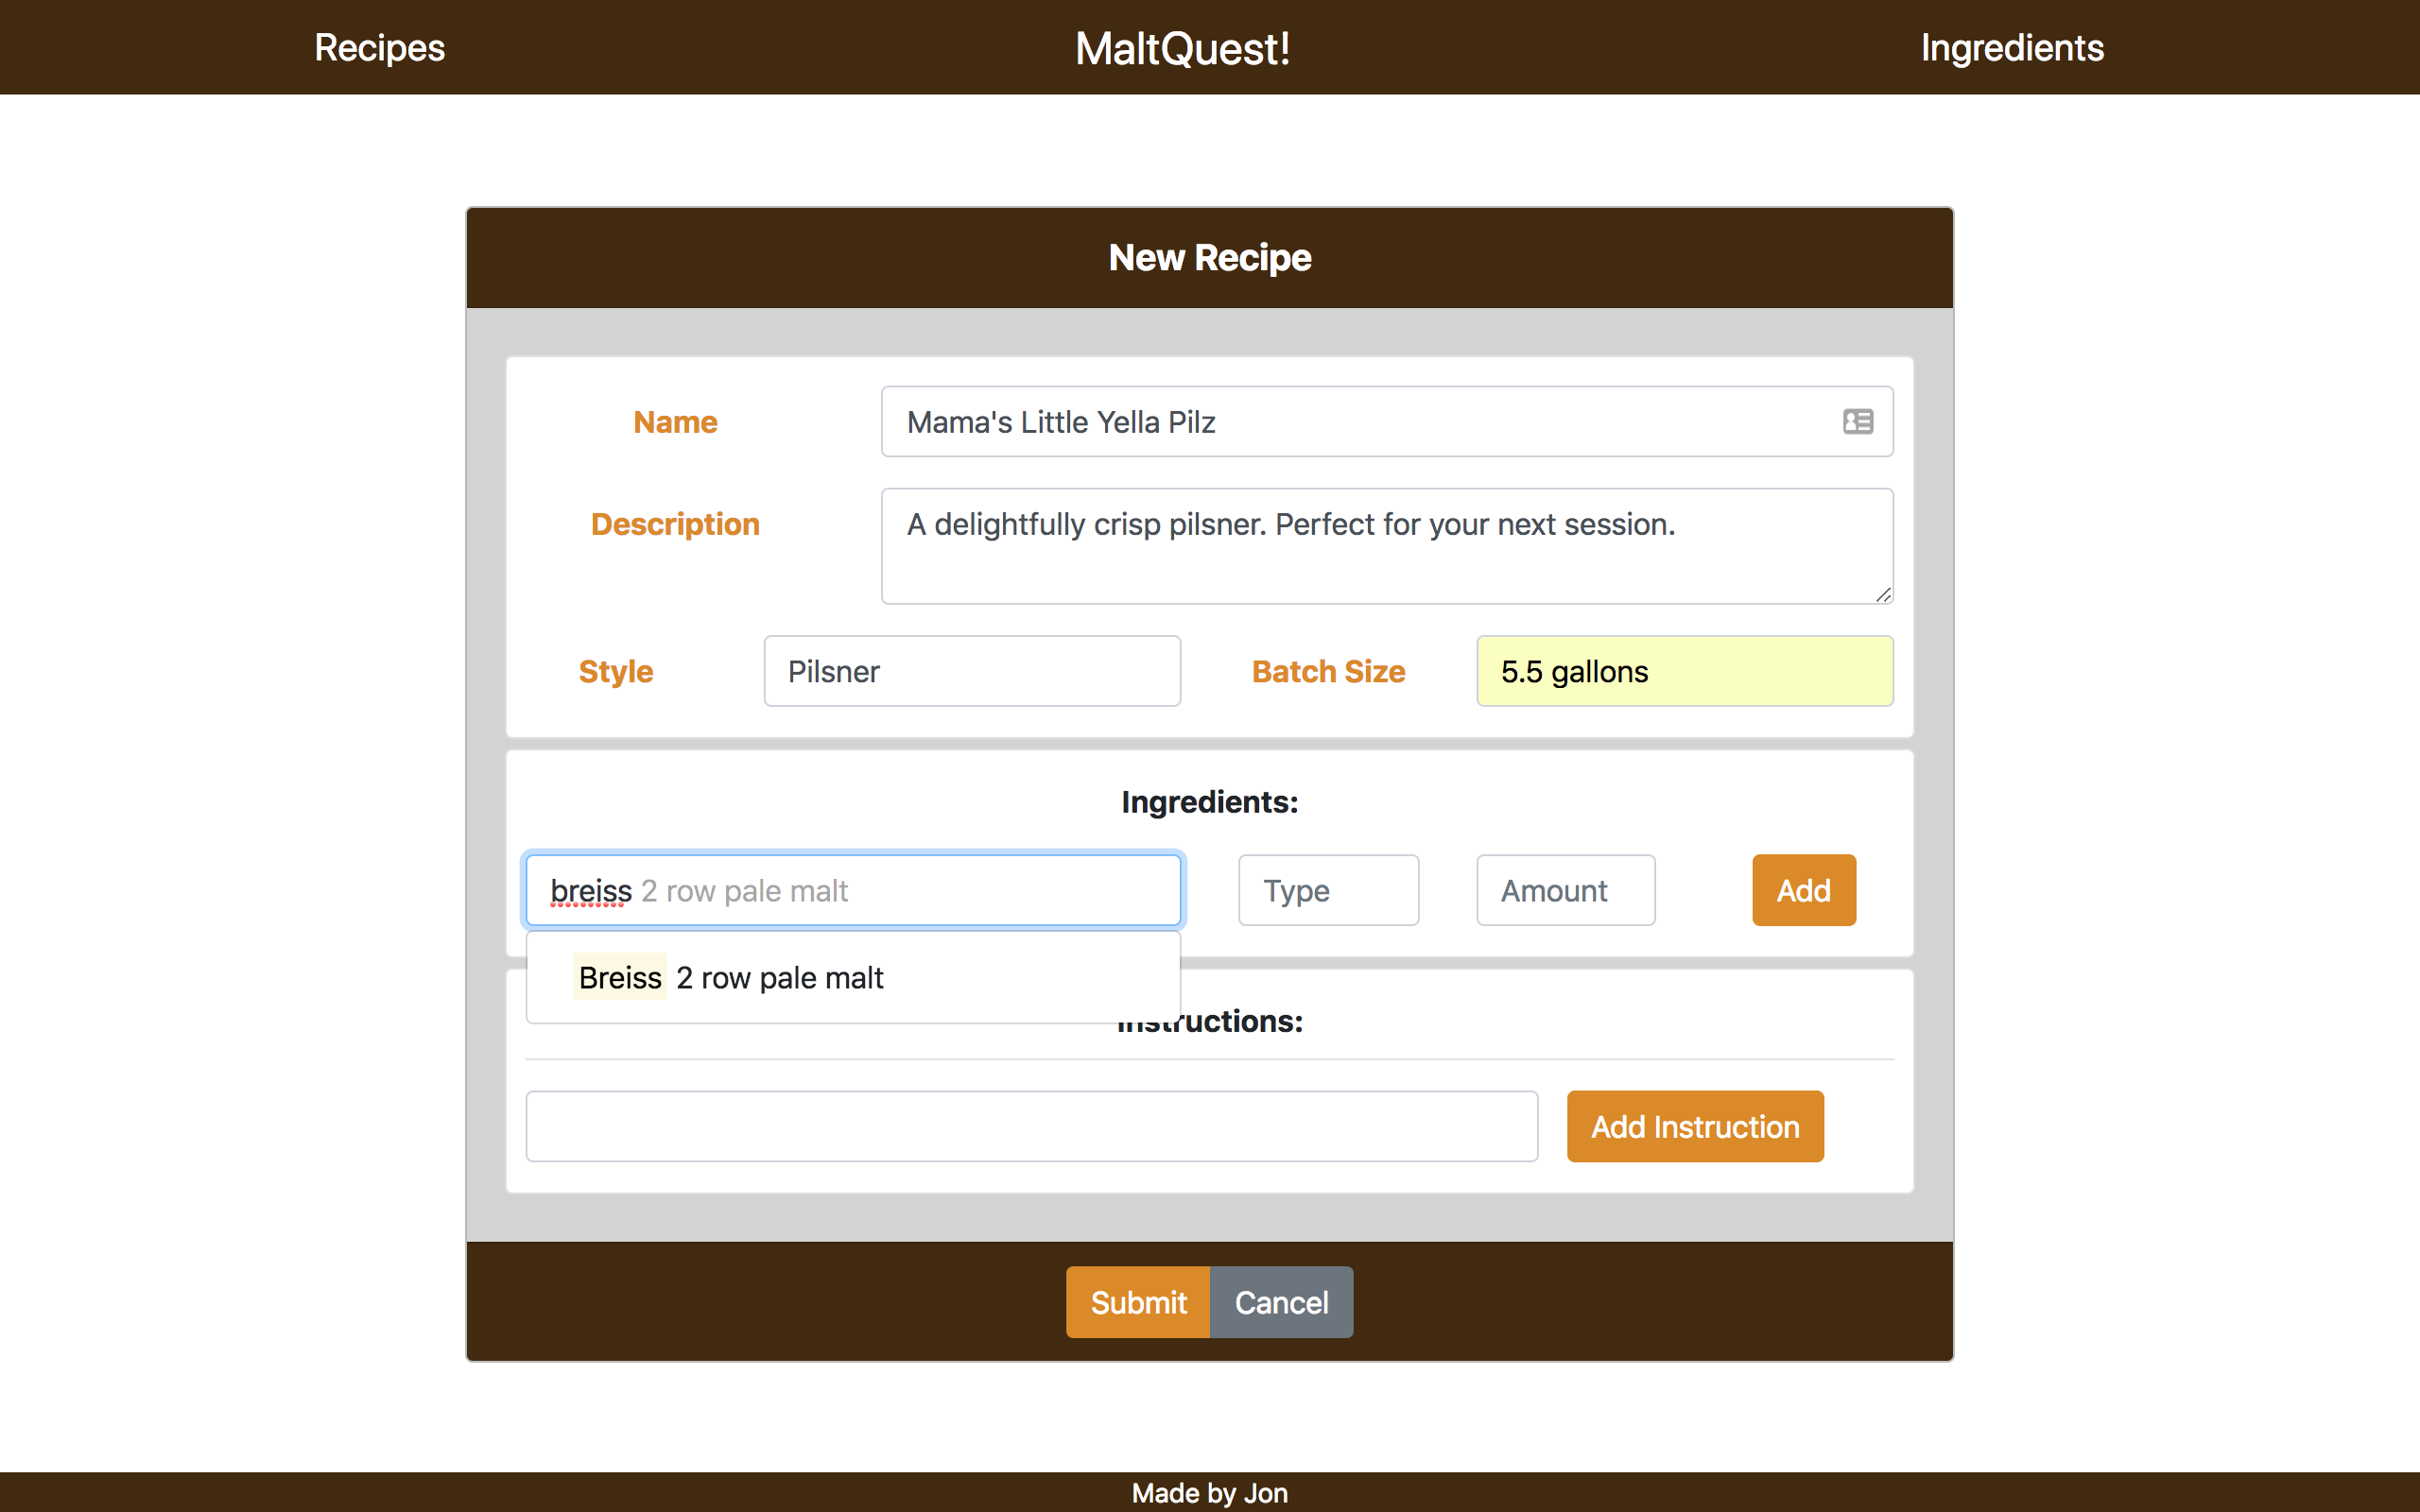 Recipes MaltQuest! Ingredients
New Recipe
Name Mama's Little Yella Pilz
Description A delightfully crisp pilsner. Perfect for your next session.
Style Pilsner Batch Size 5.5 gallons
Ingredients:
breiss 2 row pale malt Type Amount Add
Breiss 2 row pale malt
Instructions:
Add Instruction
Submit Cancel
Made by Jon